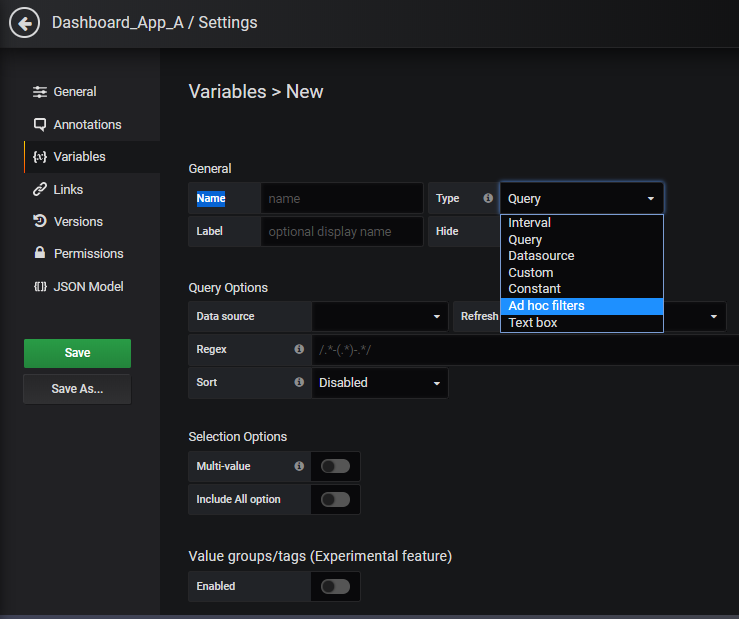 Dashboard_App_A / Settings
General
Annotations
Variables
Links
Versions
Permissions
JSON Model
Save
Save As...
Variables > New
General
Name name Type Query
Label optional display name Hide
Interval
Query
Datasource
Custom
Constant
Ad hoc filters
Text box
Query Options
Data source Refresh
Regex /.*-(.*)-.*/
Sort Disabled
Selection Options
Multi-value
Include All option
Value groups/tags (Experimental feature)
Enabled